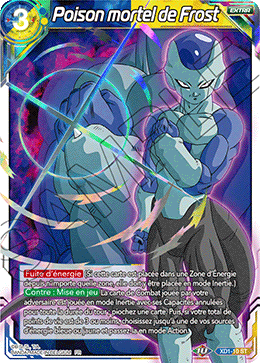 3
Poison mortel de Frost
EXTRA
Fuite d'énergie (Si cette carte est placée dans une Zone d'Énergie
depuis n'importe quelle zone, elle doit y être placée en mode Inertie.)
Contre : Mise en jeu La carte de combat jouée par votre
adversaire est jouée en mode Inertie avec ses Capacités annulées
pour toute la durée du tour, piochez une carte. Puis, si votre total de
points de vie est de 3 ou moins, choisissez jusqu'à une de vos sources
d'énergie bleue ou jaune et passez-la en mode Actif.
FR
XD1-10 ST